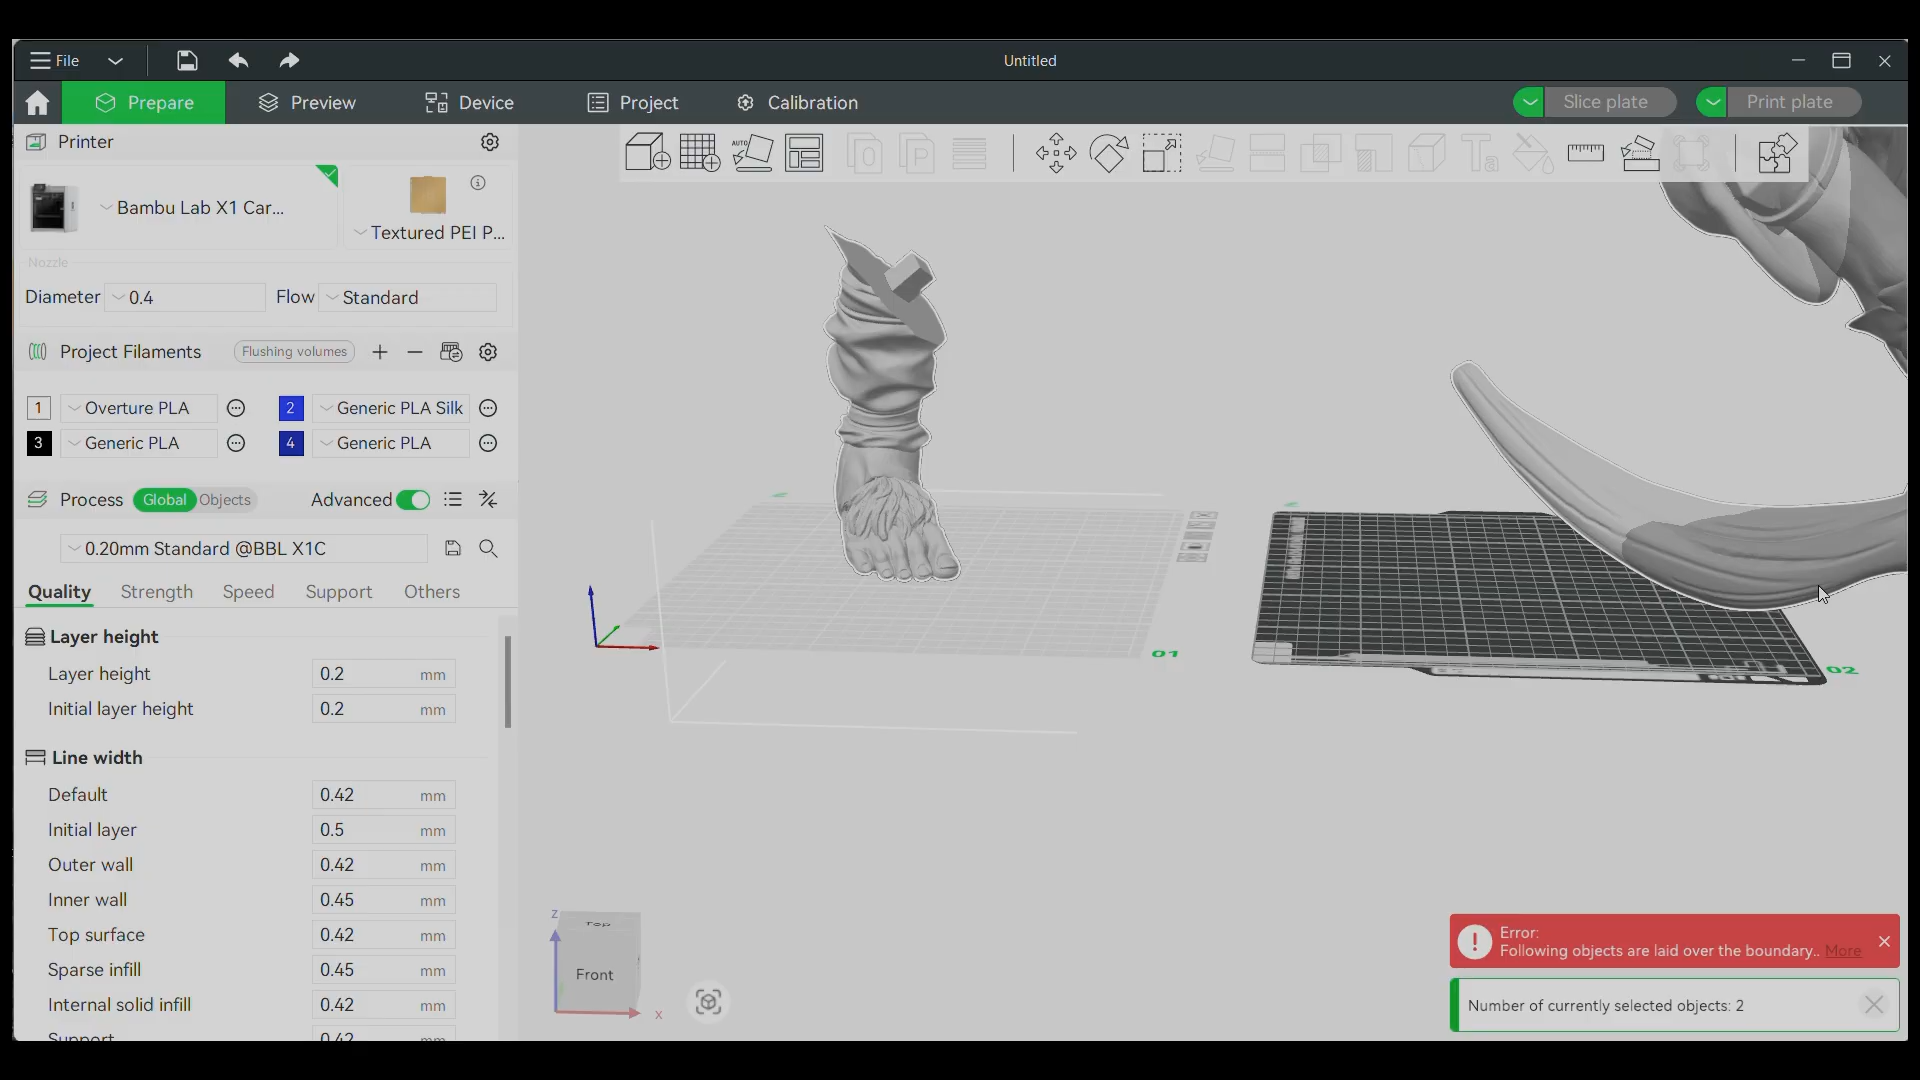 File
Untitled
Prepare
Preview
Device
Project
Calibration
Slice plate
Print plate
Printer
AUTO
Bambu Lab X1 Car...
Textured PEI P...
Nozzle
Diameter
0.4
Flow
Standard
Project Filaments
Flushing volumes
1
Overture PLA
2
Generic PLA Silk
3
Generic PLA
4
Generic PLA
Process
Global
Objects
Advanced
0.20mm Standard @BBL X1C
Quality
Strength
Speed
Support
Others
Layer height
Layer height
0.2
mm
Initial layer height
0.2
mm
Line width
Default
0.42
mm
Initial layer
0.5
mm
Outer wall
0.42
mm
Inner wall
0.45
mm
Top surface
0.42
mm
Sparse infill
0.45
mm
Internal solid infill
0.42
mm
Support
0.42
mm
01
02
Z
Top
Front
X
Error:
Following objects are laid over the boundary.. More
Number of currently selected objects: 2